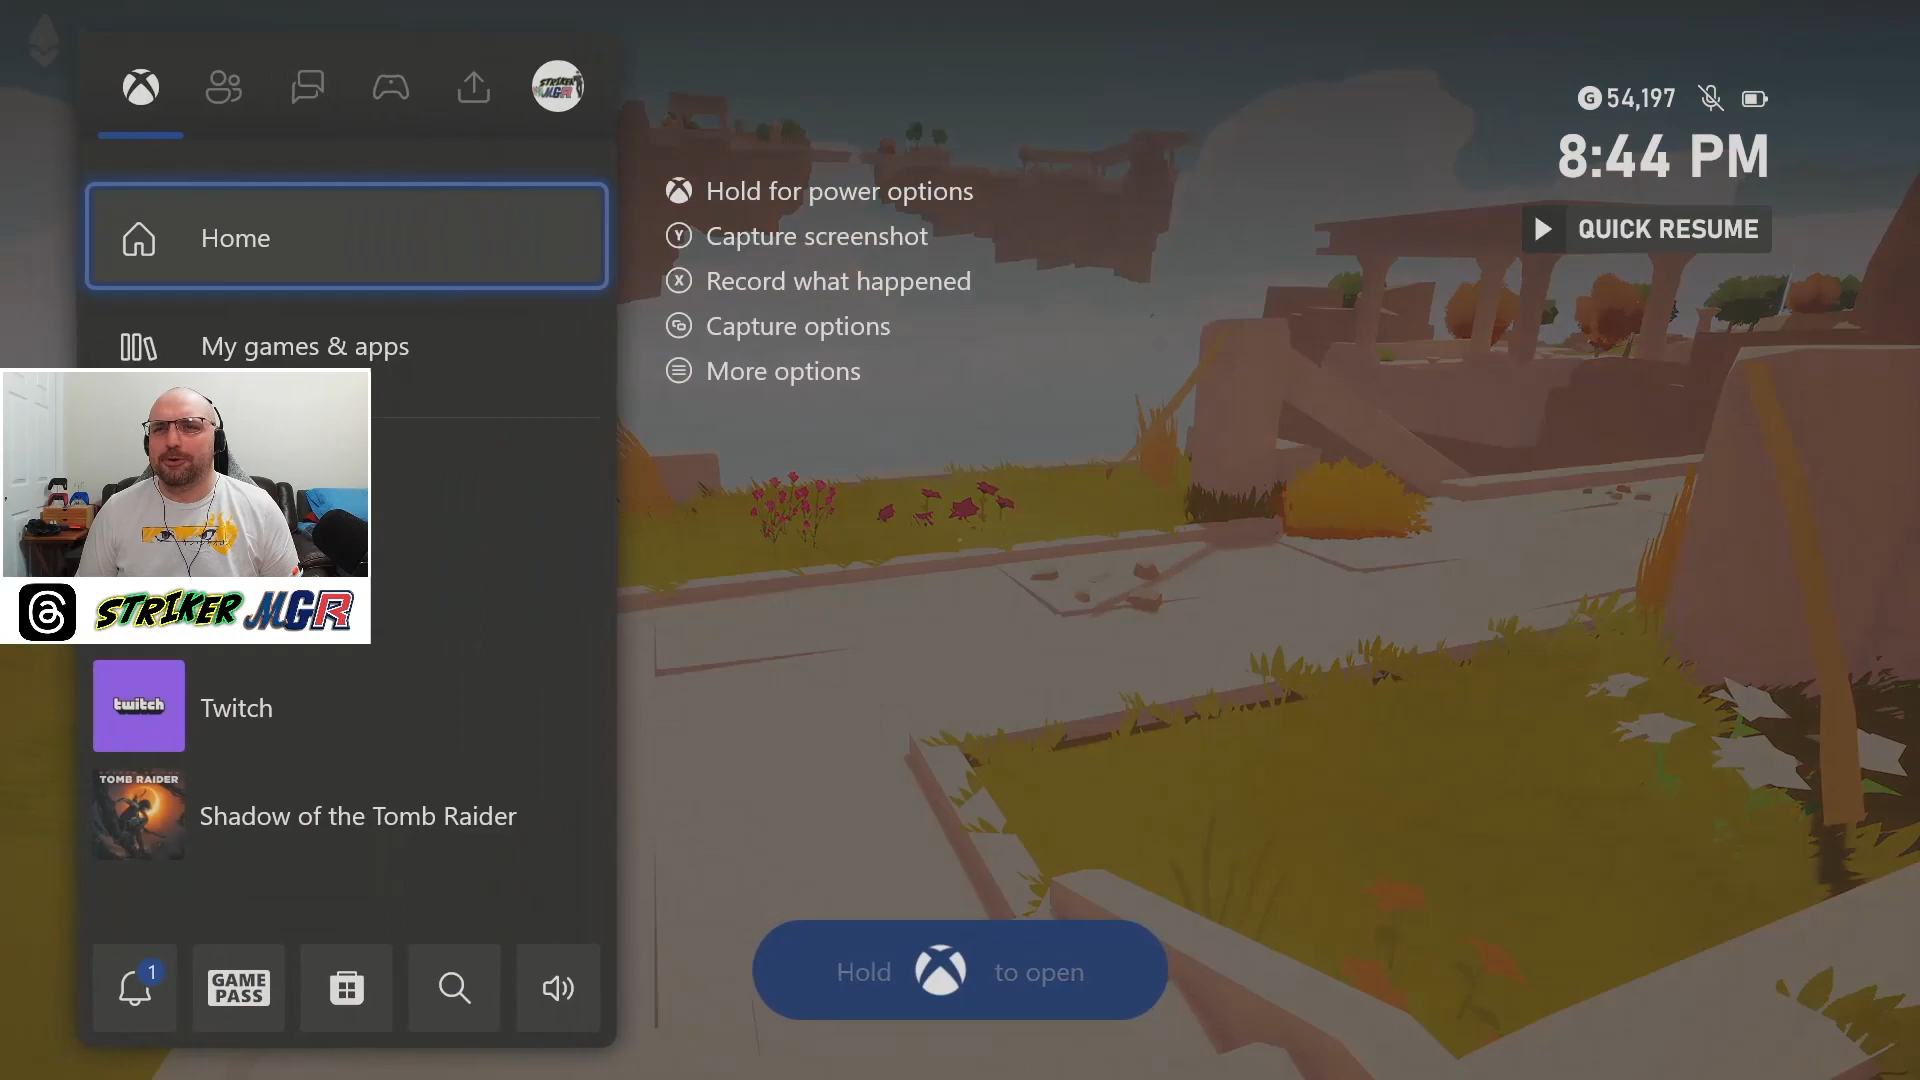 STRIKER
MGR
G 54,197
8:44 PM
QUICK RESUME
Home
My games & apps
Hold for power options
Y Capture screenshot
X Record what happened
Capture options
More options
STRIKER MGR
twitch
Twitch
TOMB RAIDER
Shadow of the Tomb Raider
1
GAME
PASS
Hold to open